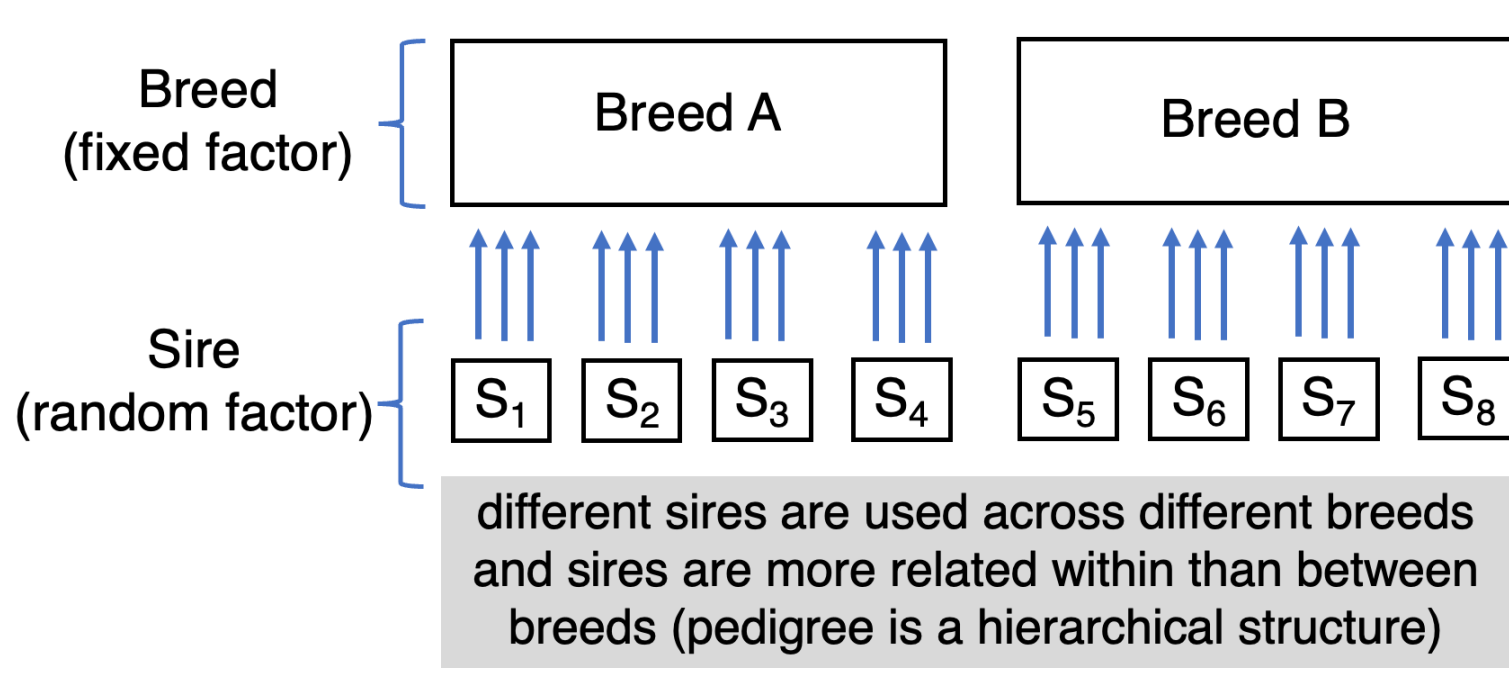 Breed
(fixed factor)
Breed A
Breed B
Sire
(random factor)
S₁
S₂
S₃
S₄
S₅
S₆
S₇
S₈
different sires are used across different breeds
and sires are more related within than between
breeds (pedigree is a hierarchical structure)